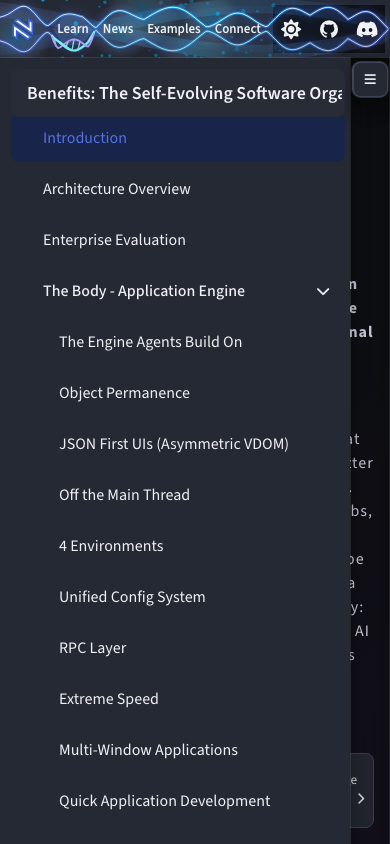 Learn News Examples Connect
Benefits: The Self-Evolving Software Orga
Introduction
Architecture Overview
Enterprise Evaluation
The Body - Application Engine
The Engine Agents Build On
Object Permanence
JSON First UIs (Asymmetric VDOM)
Off the Main Thread
4 Environments
Unified Config System
RPC Layer
Extreme Speed
Multi-Window Applications
Quick Application Development